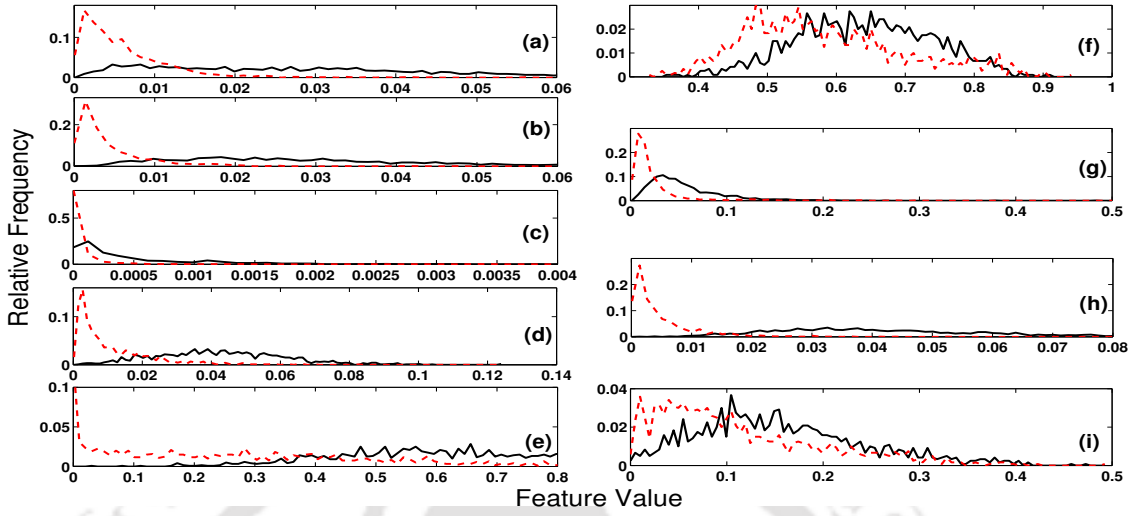 0.1
0
0 0.01 0.02 0.03 0.04 0.05 0.06
(a)
0.2
0
0 0.01 0.02 0.03 0.04 0.05 0.06
(b)
0.5
0
0 0.0005 0.001 0.0015 0.002 0.0025 0.003 0.0035 0.004
(c)
0.1
0
0 0.02 0.04 0.06 0.08 0.1 0.12 0.14
(d)
0.1
0.05
0
0 0.1 0.2 0.3 0.4 0.5 0.6 0.7 0.8
(e)
0.02
0.01
0
0.4 0.5 0.6 0.7 0.8 0.9 1
(f)
0.2
0.1
0
0 0.1 0.2 0.3 0.4 0.5
(g)
0.2
0.1
0
0 0.01 0.02 0.03 0.04 0.05 0.06 0.07 0.08
(h)
0.04
0.02
0
0 0.1 0.2 0.3 0.4 0.5
(i)
Relative Frequency
Feature Value